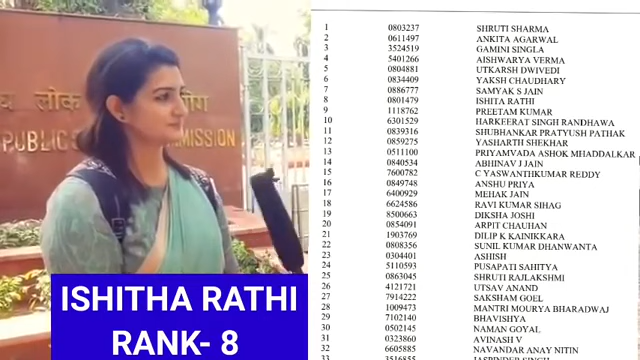 लोक
PUBLIC
MMISSION
ISHITHA RATHI
RANK- 8
1 0803237 SHRUTI SHARMA
2 0611497 ANKITA AGARWAL
3 3524519 GAMINI SINGLA
4 5401266 AISHWARYA VERMA
5 0804881 UTKARSH DWIVEDI
6 0834409 YAKSH CHAUDHARY
7 0886777 SAMYAK S JAIN
8 0801479 ISHITA RATHI
9 1118762 PREETAM KUMAR
10 6301529 HARKEERAT SINGH RANDHAWA
11 0839316 SHUBHANKAR PRATYUSH PATHAK
12 0859275 YASHARTH SHEKHAR
13 0511100 PRIYAMVADA ASHOK MHADDALKAR
14 0840534 ABHINAV J JAIN
15 7600782 C YASWANTHKUMAR REDDY
16 0849748 ANSHU PRIYA
17 6400929 MEHAK JAIN
18 6624586 RAVI KUMAR SIHAG
19 8500663 DIKSHA JOSHI
20 0854091 ARPIT CHAUHAN
21 1903769 DILIP K KAINIKKARA
22 0808356 SUNIL KUMAR DHANWANTA
23 0304401 ASHISH
24 5110593 PUSAPATI SAHITYA
25 0863045 SHRUTI RAJLAKSHMI
26 4121721 UTSAV ANAND
27 7914222 SAKSHAM GOEL
28 1009473 MANTRI MOURYA BHARADWAJ
29 7102140 BHAVISHYA
30 0502145 NAMAN GOYAL
31 0323860 AVINASH V
32 6605885 NAVANDAR ANAY NITIN
33 3516855 JASPINDER SINGH